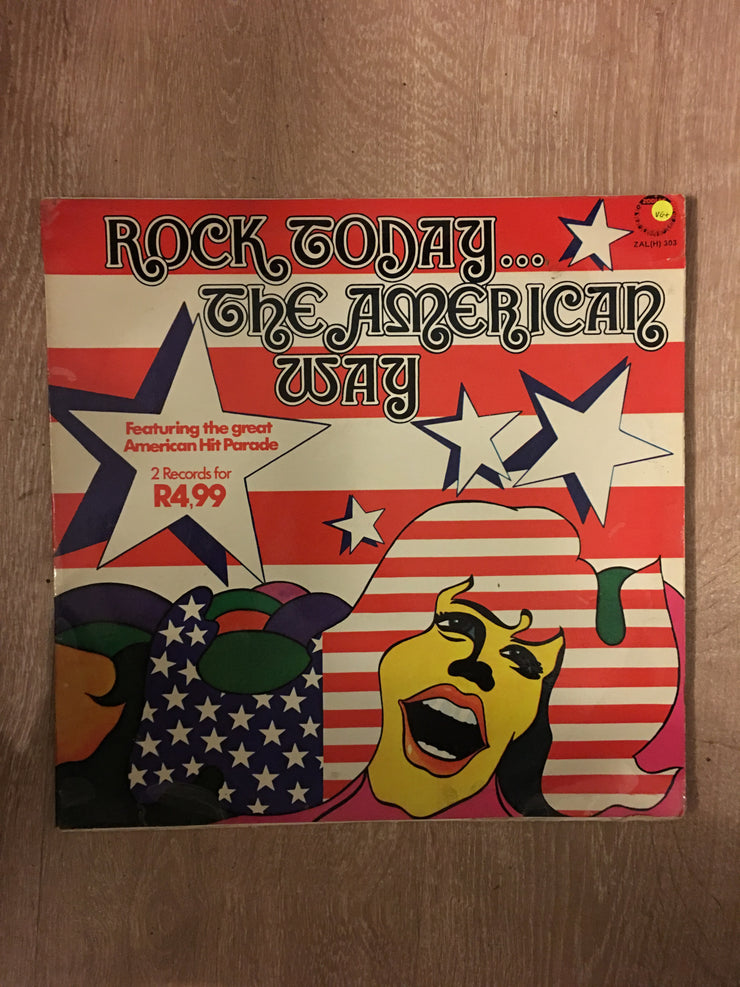 ROCK TODAY...
THE AMERICAN
WAY
VG+
ZAL(H) 303
Featuring the great
American Hit Parade
2 Records for
R4,99